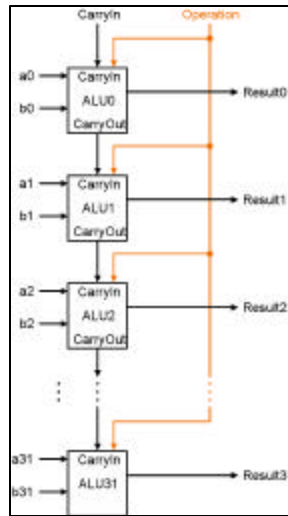 CarryIn Operation
a0 CarryIn
ALU0 Result0
b0
CarryOut
a1 CarryIn
ALU1 Result1
b1
CarryOut
a2 CarryIn
ALU2 Result2
b2
CarryOut
a31 CarryIn
ALU31 Result3
b31